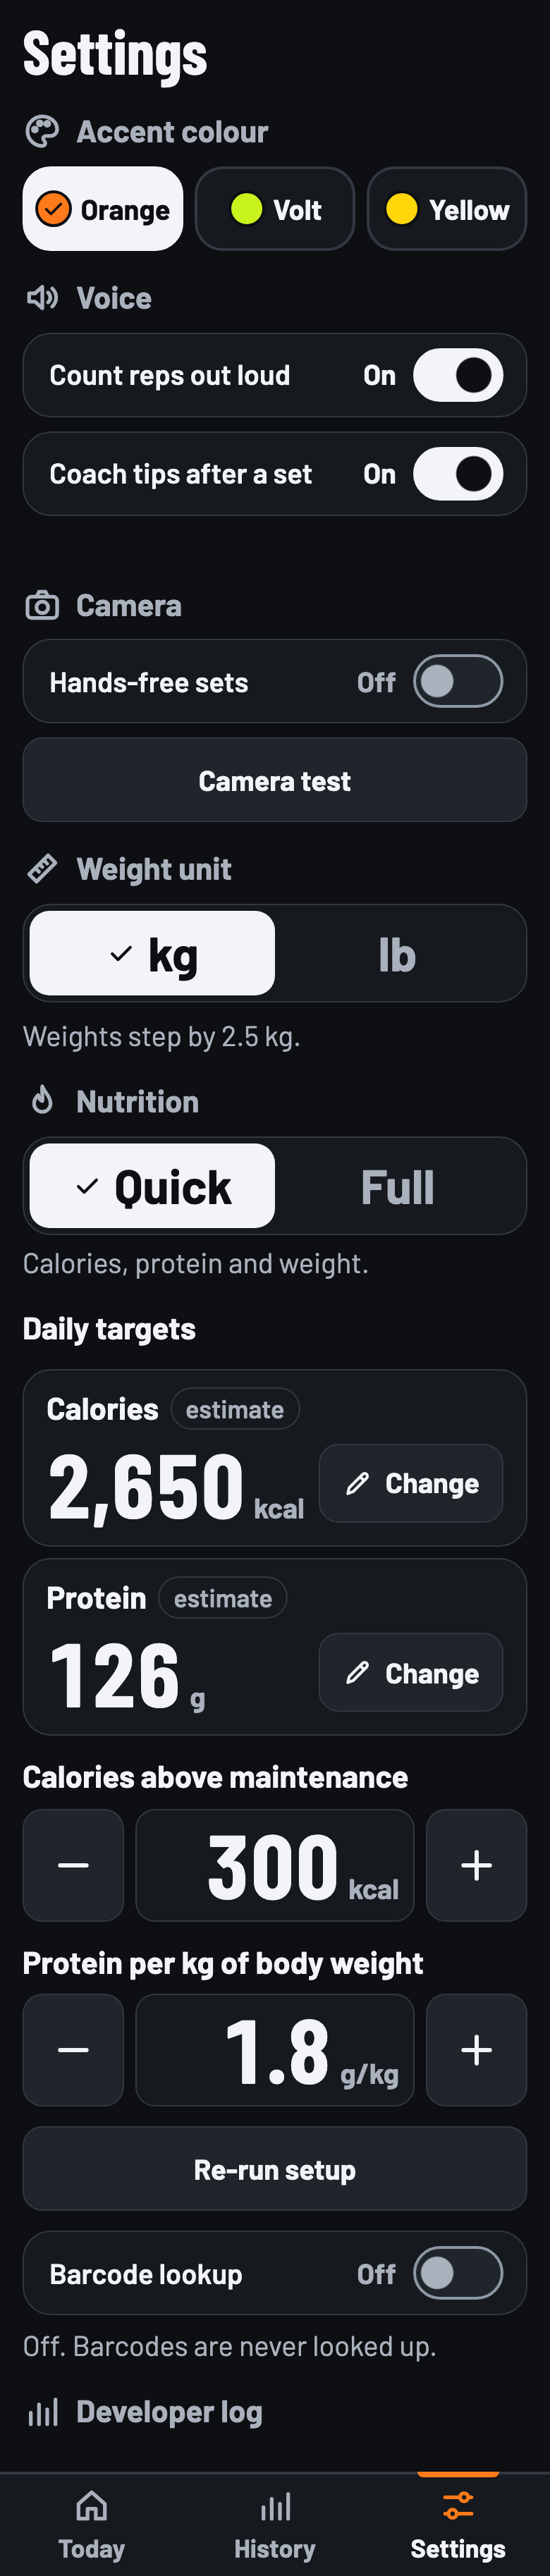 Settings
Accent colour
Orange
Volt
Yellow
Voice
Count reps out loud
On
Coach tips after a set
On
Camera
Hands-free sets
Off
Camera test
Weight unit
kg
lb
Weights step by 2.5 kg.
Nutrition
Quick
Full
Calories, protein and weight.
Daily targets
Calories
estimate
2,650 kcal
Change
Protein
estimate
126 g
Change
Calories above maintenance
300 kcal
Protein per kg of body weight
1.8 g/kg
Re-run setup
Barcode lookup
Off
Off. Barcodes are never looked up.
Developer log
Today
History
Settings